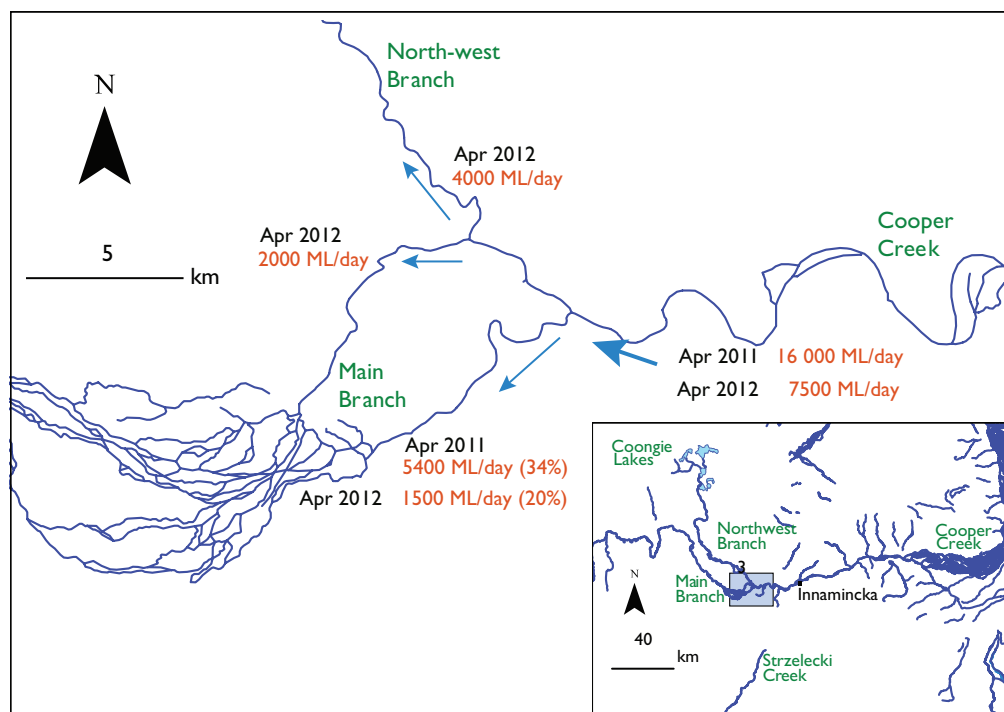 North-west
Branch
N
Apr 2012
4000 ML/day
Apr 2012
2000 ML/day
Cooper
Creek
5
km
Apr 2011 16 000 ML/day
Apr 2012 7500 ML/day
Main
Branch
Apr 2011
5400 ML/day (34%)
Apr 2012 1500 ML/day (20%)
Coongie
Lakes
Northwest
Branch
Cooper
Creek
3
Main
Branch
Innamincka
N
40
km
Strzelecki
Creek